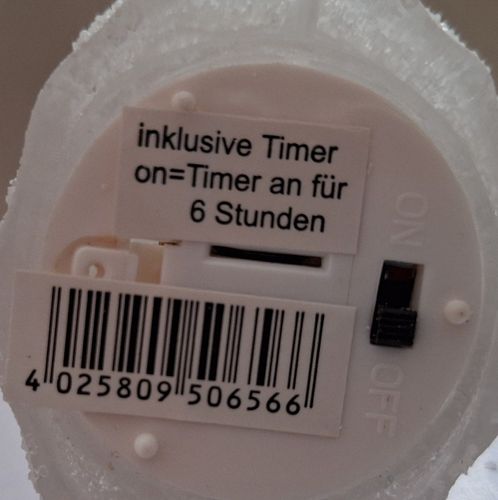 inklusive Timer
on=Timer an für
6 Stunden
ON
OFF
4 025809 506566